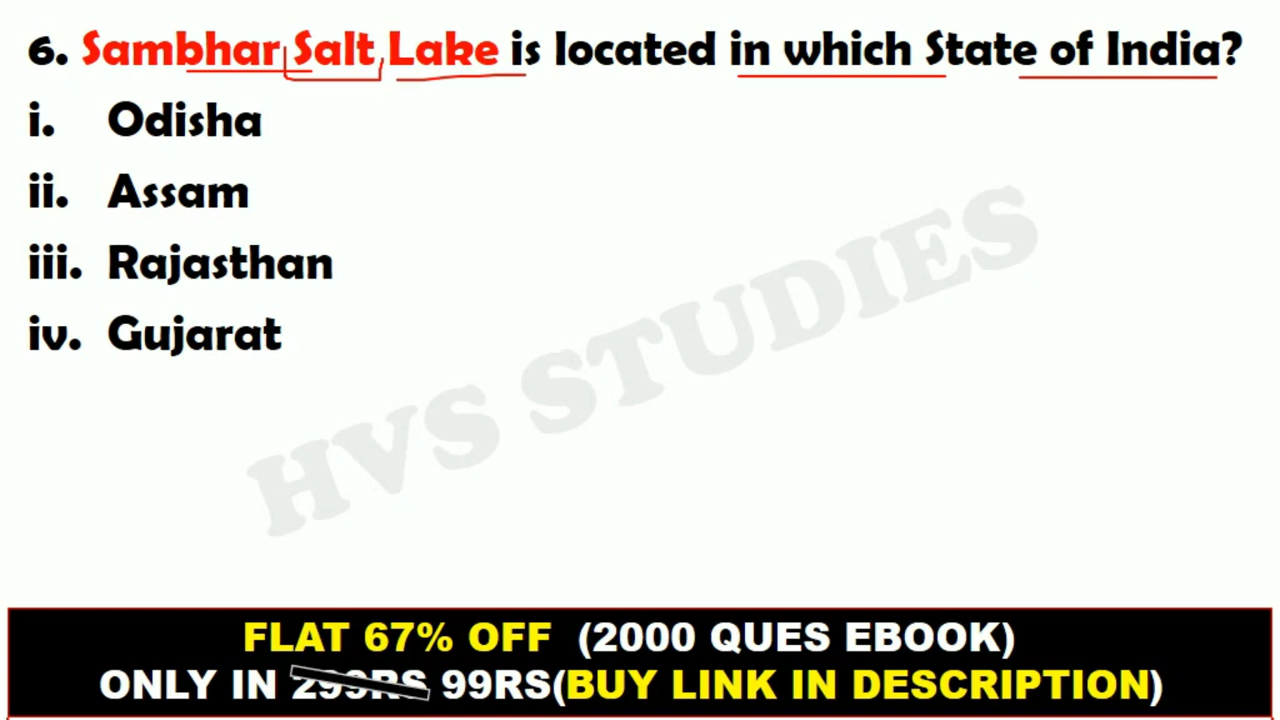 6. Sambhar Salt Lake is located in which State of India?
i. Odisha
ii. Assam
iii. Rajasthan
iv. Gujarat
HVS STUDIES
FLAT 67% OFF (2000 QUES EBOOK)
ONLY IN 299RS 99RS(BUY LINK IN DESCRIPTION)